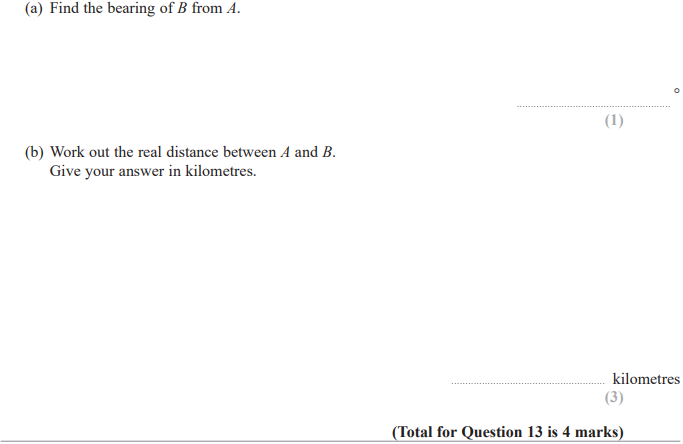 (a) Find the bearing of B from A.
°
(1)
(b) Work out the real distance between A and B.
Give your answer in kilometres.
kilometres
(3)
(Total for Question 13 is 4 marks)